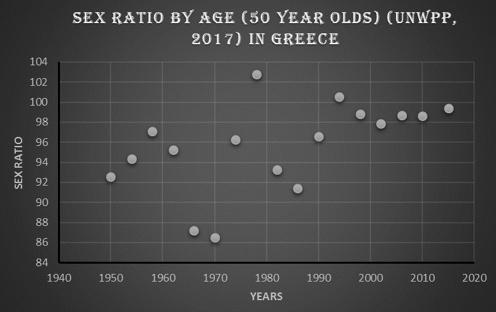 SEX RATIO BY AGE (50 YEAR OLDS) (UNWPP,
2017) IN GREECE
104
102
100
98
96
94
92
90
88
86
84
SEX RATIO
1940 1950 1960 1970 1980 1990 2000 2010 2020
YEARS